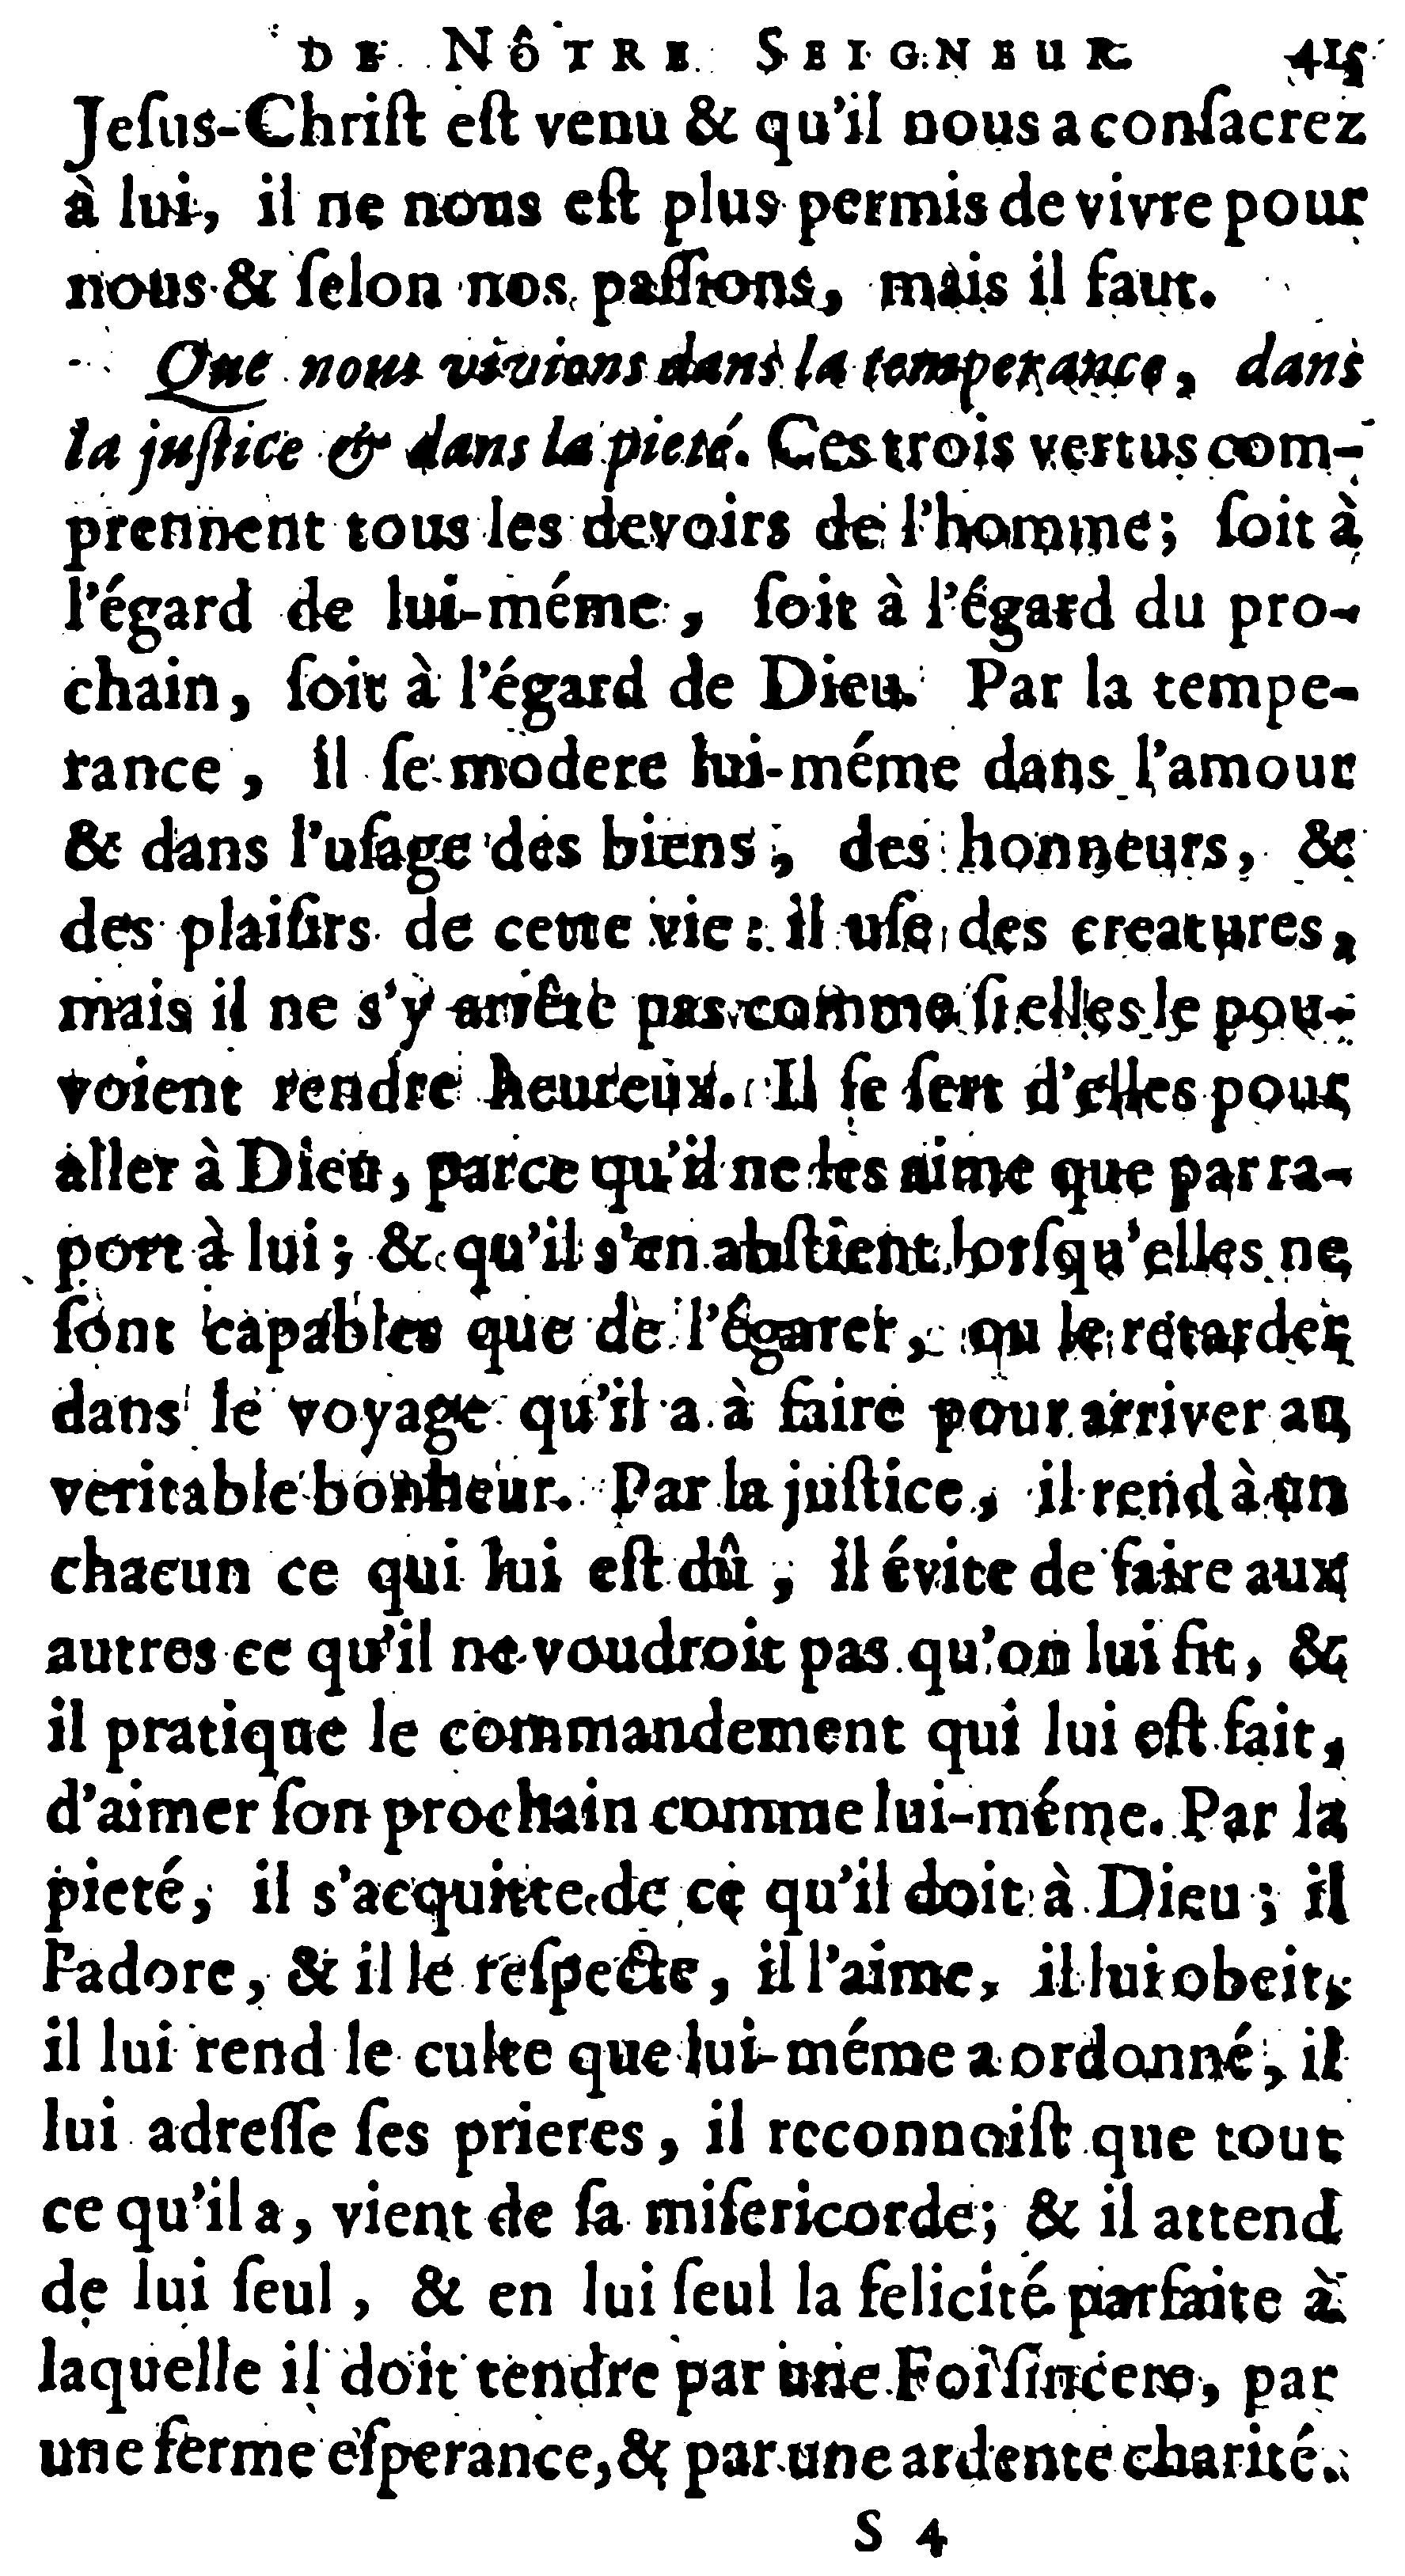 DE NÔTRE SEIGNEUR 415
Jeſus-Chriſt eſt venu & qu'il nous a conſacrez
à lui, il ne nous eſt plus permis de vivre pour
nous & ſelon nos paſſions, mais il faut.
Que nous vivions dans la temperance, dans
la juſtice & dans la pieté. Ces trois vertus com-
prennent tous les devoirs de l'homme; ſoit à
l'égard de lui-méme, ſoit à l'égard du pro-
chain, ſoit à l'égard de Dieu. Par la tempe-
rance, il ſe modere lui-méme dans l'amour
& dans l'uſage des biens, des honneurs, &
des plaiſirs de cette vie: il uſe des creatures,
mais il ne s'y arrête pas comme ſi elles le pou-
voient rendre heureux. Il ſe ſert d'elles pour
aller à Dieu, parce qu'il ne les aime que par ra-
port à lui; & qu'il s'en abſtient lorſqu'elles ne
ſont capables que de l'égarer, ou le retarder
dans le voyage qu'il a à faire pour arriver au
veritable bonheur. Par la juſtice, il rend à un
chacun ce qui lui eſt dû, il évite de faire aux
autres ce qu'il ne voudroit pas qu'on lui fit, &
il pratique le commandement qui lui eſt fait,
d'aimer ſon prochain comme lui-méme. Par la
pieté, il s'acquitte de ce qu'il doit à Dieu; il
l'adore, & il le reſpecte, il l'aime, il lui obeit,
il lui rend le culte que lui-méme a ordonné, il
lui adreſſe ſes prieres, il reconnoiſt que tout
ce qu'il a, vient de ſa miſericorde; & il attend
de lui ſeul, & en lui ſeul la felicité parfaite à
laquelle il doit tendre par une Foi ſincere, par
une ferme eſperance, & par une ardente charité.
S 4